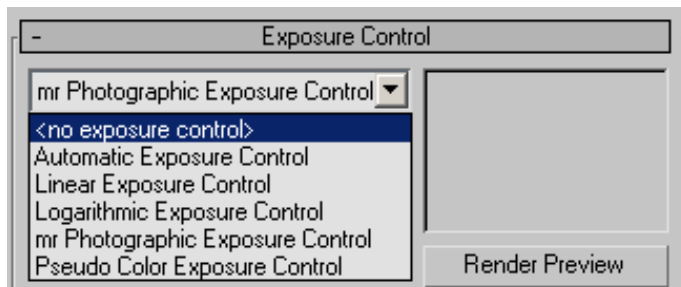 - Exposure Control
mr Photographic Exposure Control
<no exposure control>
Automatic Exposure Control
Linear Exposure Control
Logarithmic Exposure Control
mr Photographic Exposure Control
Pseudo Color Exposure Control
Render Preview